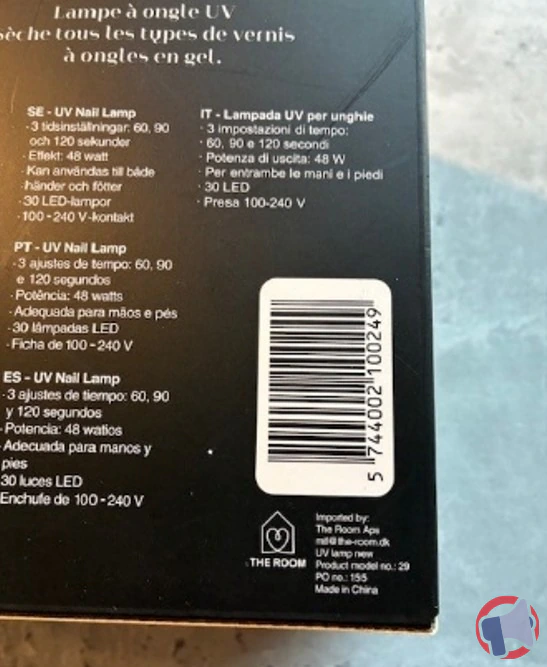 Lampe à ongle UV
sèche tous les types de vernis
à ongles en gel.
SE - UV Nail Lamp
· 3 tidsinställningar: 60, 90
och 120 sekunder
· Effekt: 48 watt
· Kan användas till både
händer och fötter
· 30 LED-lampor
· 100 - 240 V-kontakt
PT - UV Nail Lamp
· 3 ajustes de tempo: 60, 90
e 120 segundos
· Potência: 48 watts
· Adequada para mãos e pés
· 30 lâmpadas LED
· Ficha de 100 - 240 V
ES - UV Nail Lamp
· 3 ajustes de tiempo: 60, 90
y 120 segundos
· Potencia: 48 watios
· Adecuada para manos y
pies
30 luces LED
Enchufe de 100 - 240 V
IT - Lampada UV per unghie
· 3 impostazioni di tempo:
· 60, 90 e 120 secondi
· Potenza di uscita: 48 W
· Per entrambe le mani e i piedi
· 30 LED
· Presa 100-240 V
5 744002 100249
THE ROOM
Imported by:
The Room Aps
@the-room.dk
UV lamp new
Product model no.: 29
PO no.: 155
Made in China